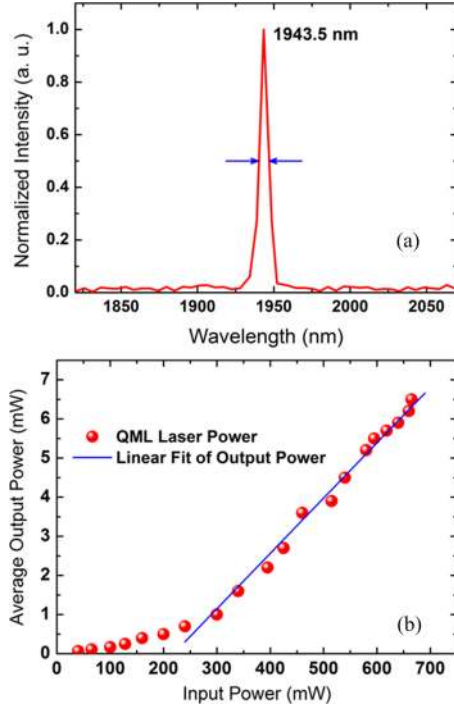 1943.5 nm
Normalized Intensity (a. u.)
1.0
0.8
0.6
0.4
0.2
0.0
(a)
1850 1900 1950 2000 2050
Wavelength (nm)
QML Laser Power
Linear Fit of Output Power
Average Output Power (mW)
7
6
5
4
3
2
1
0
(b)
0 100 200 300 400 500 600 700
Input Power (mW)